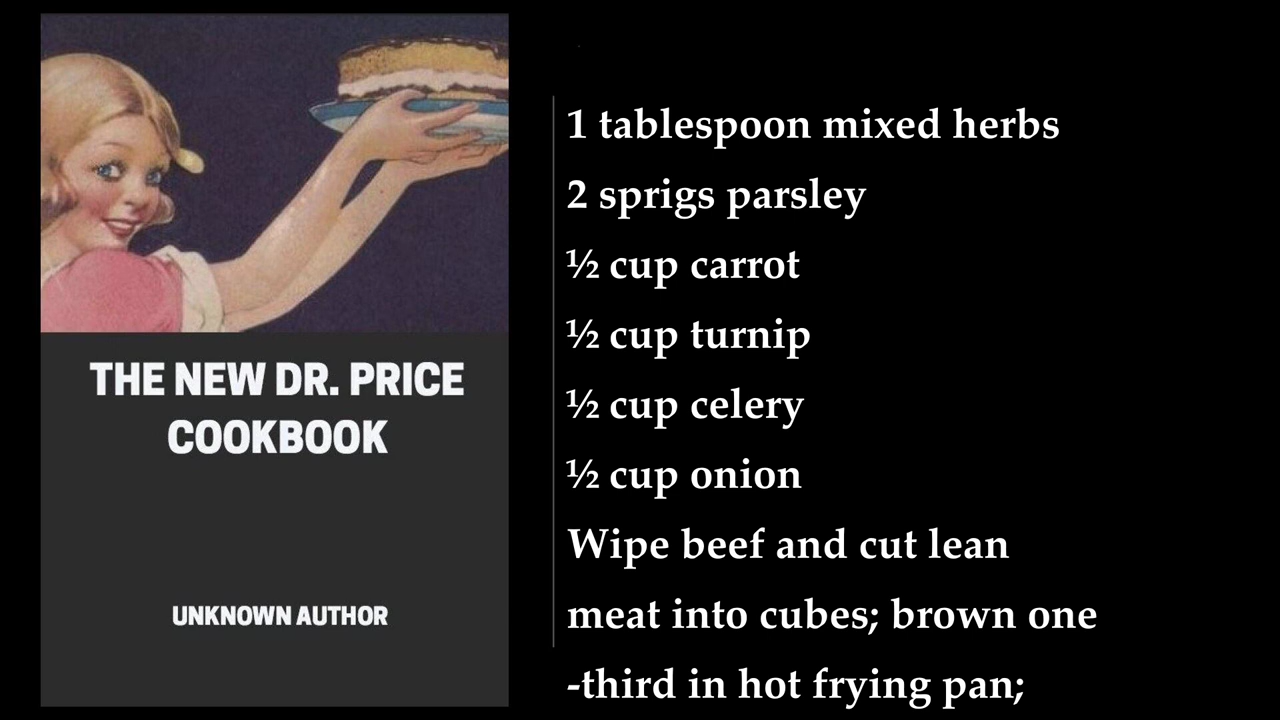 THE NEW DR. PRICE
COOKBOOK
UNKNOWN AUTHOR
1 tablespoon mixed herbs
2 sprigs parsley
½ cup carrot
½ cup turnip
½ cup celery
½ cup onion
Wipe beef and cut lean
meat into cubes; brown one
-third in hot frying pan;